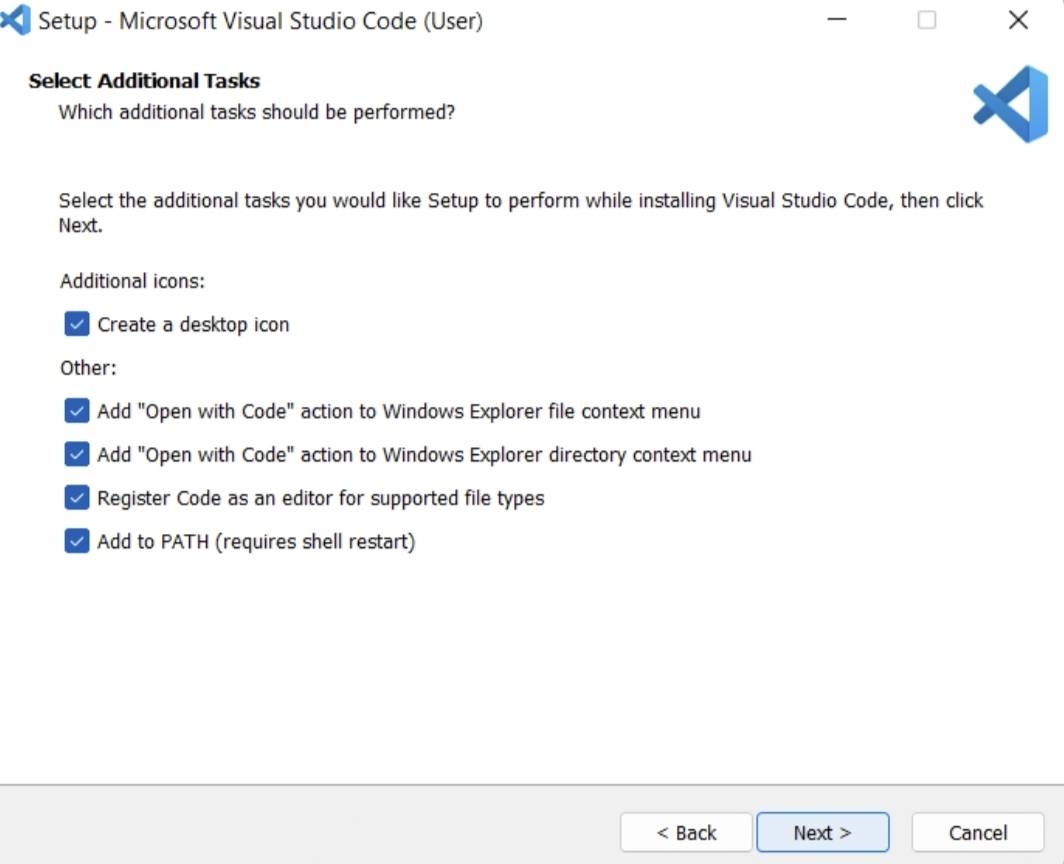 Setup - Microsoft Visual Studio Code (User)
Select Additional Tasks
Which additional tasks should be performed?
Select the additional tasks you would like Setup to perform while installing Visual Studio Code, then click
Next.
Additional icons:
Create a desktop icon
Other:
Add "Open with Code" action to Windows Explorer file context menu
Add "Open with Code" action to Windows Explorer directory context menu
Register Code as an editor for supported file types
Add to PATH (requires shell restart)
< Back Next > Cancel